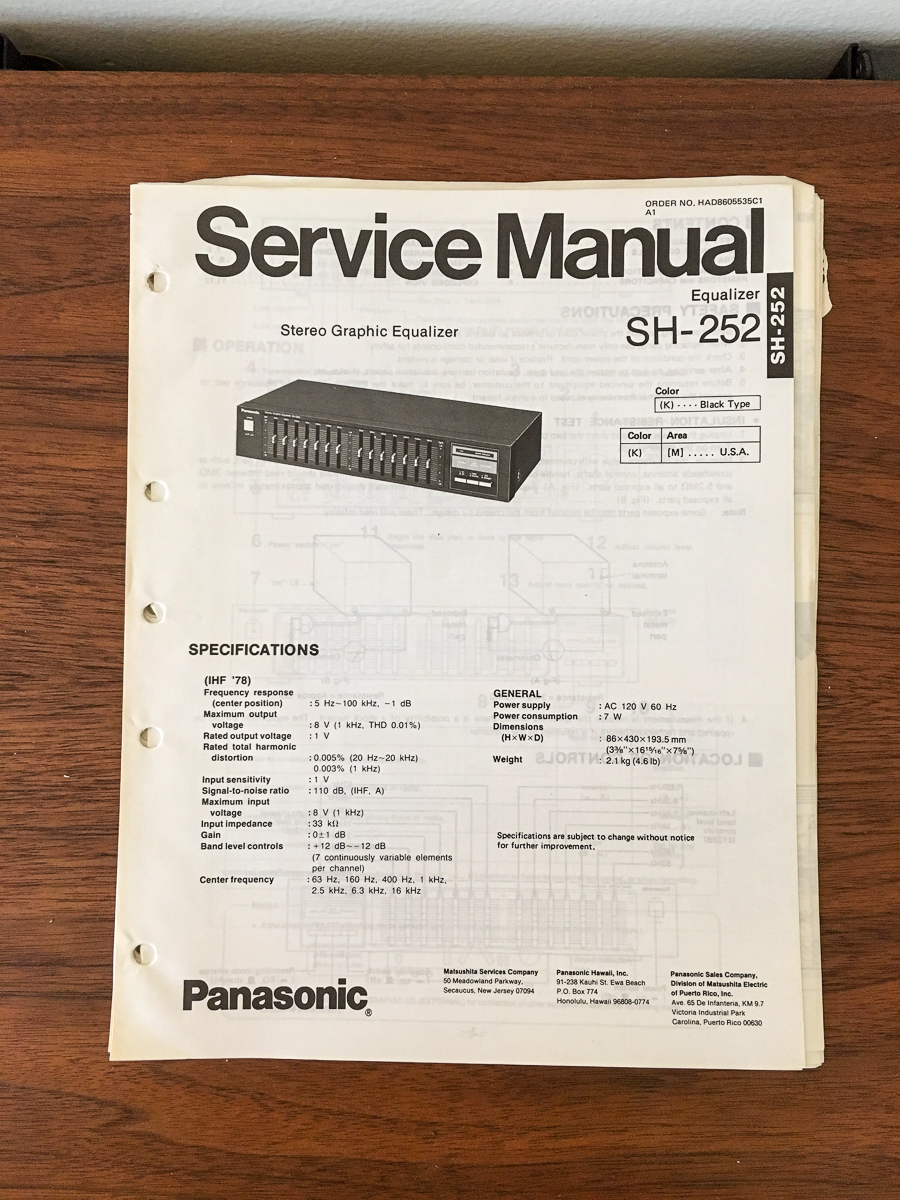 ORDER NO. HAD8605535C1
A1
Service Manual
Equalizer
SH-252
SH-252
Stereo Graphic Equalizer
OPERATION
Color
(K) ···· Black Type
Color Area
(K) [M] ..... U.S.A.
Panasonic
SPECIFICATIONS
(IHF '78)
Frequency response
(center position) : 5 Hz~100 kHz, −1 dB
Maximum output
voltage : 8 V (1 kHz, THD 0.01%)
Rated output voltage : 1 V
Rated total harmonic
distortion : 0.005% (20 Hz~20 kHz)
0.003% (1 kHz)
Input sensitivity : 1 V
Signal-to-noise ratio : 110 dB, (IHF, A)
Maximum input
voltage : 8 V (1 kHz)
Input impedance : 33 kΩ
Gain : 0±1 dB
Band level controls : +12 dB~−12 dB
(7 continuously variable elements
per channel)
Center frequency : 63 Hz, 160 Hz, 400 Hz, 1 kHz,
2.5 kHz, 6.3 kHz, 16 kHz
GENERAL
Power supply : AC 120 V 60 Hz
Power consumption : 7 W
Dimensions
(H×W×D) : 86×430×193.5 mm
(3⅜"×16¹⁵⁄₁₆"×7⅝")
Weight : 2.1 kg (4.6 lb)
Specifications are subject to change without notice
for further improvement.
Panasonic®
Matsushita Services Company
50 Meadowland Parkway,
Secaucus, New Jersey 07094
Panasonic Hawaii, Inc.
91-238 Kauhi St. Ewa Beach
P.O. Box 774
Honolulu, Hawaii 96808-0774
Panasonic Sales Company,
Division of Matsushita Electric
of Puerto Rico, Inc.
Ave. 65 De Infanteria, KM 9.7
Victoria Industrial Park
Carolina, Puerto Rico 00630